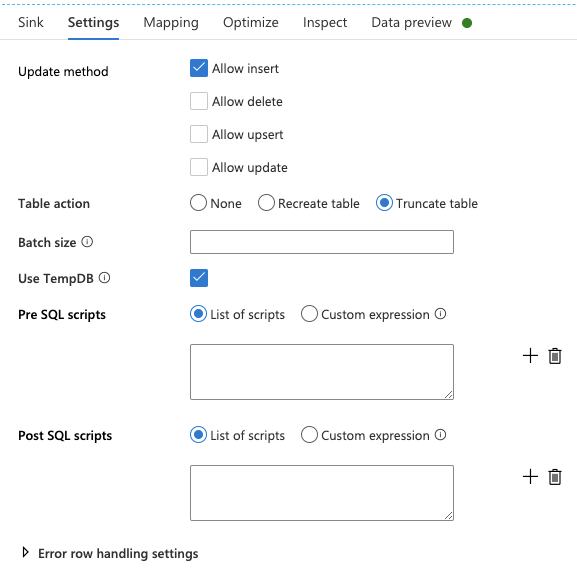 Sink Settings Mapping Optimize Inspect Data preview
Update method Allow insert
Allow delete
Allow upsert
Allow update
Table action None Recreate table Truncate table
Batch size
Use TempDB
Pre SQL scripts List of scripts Custom expression
Post SQL scripts List of scripts Custom expression
Error row handling settings